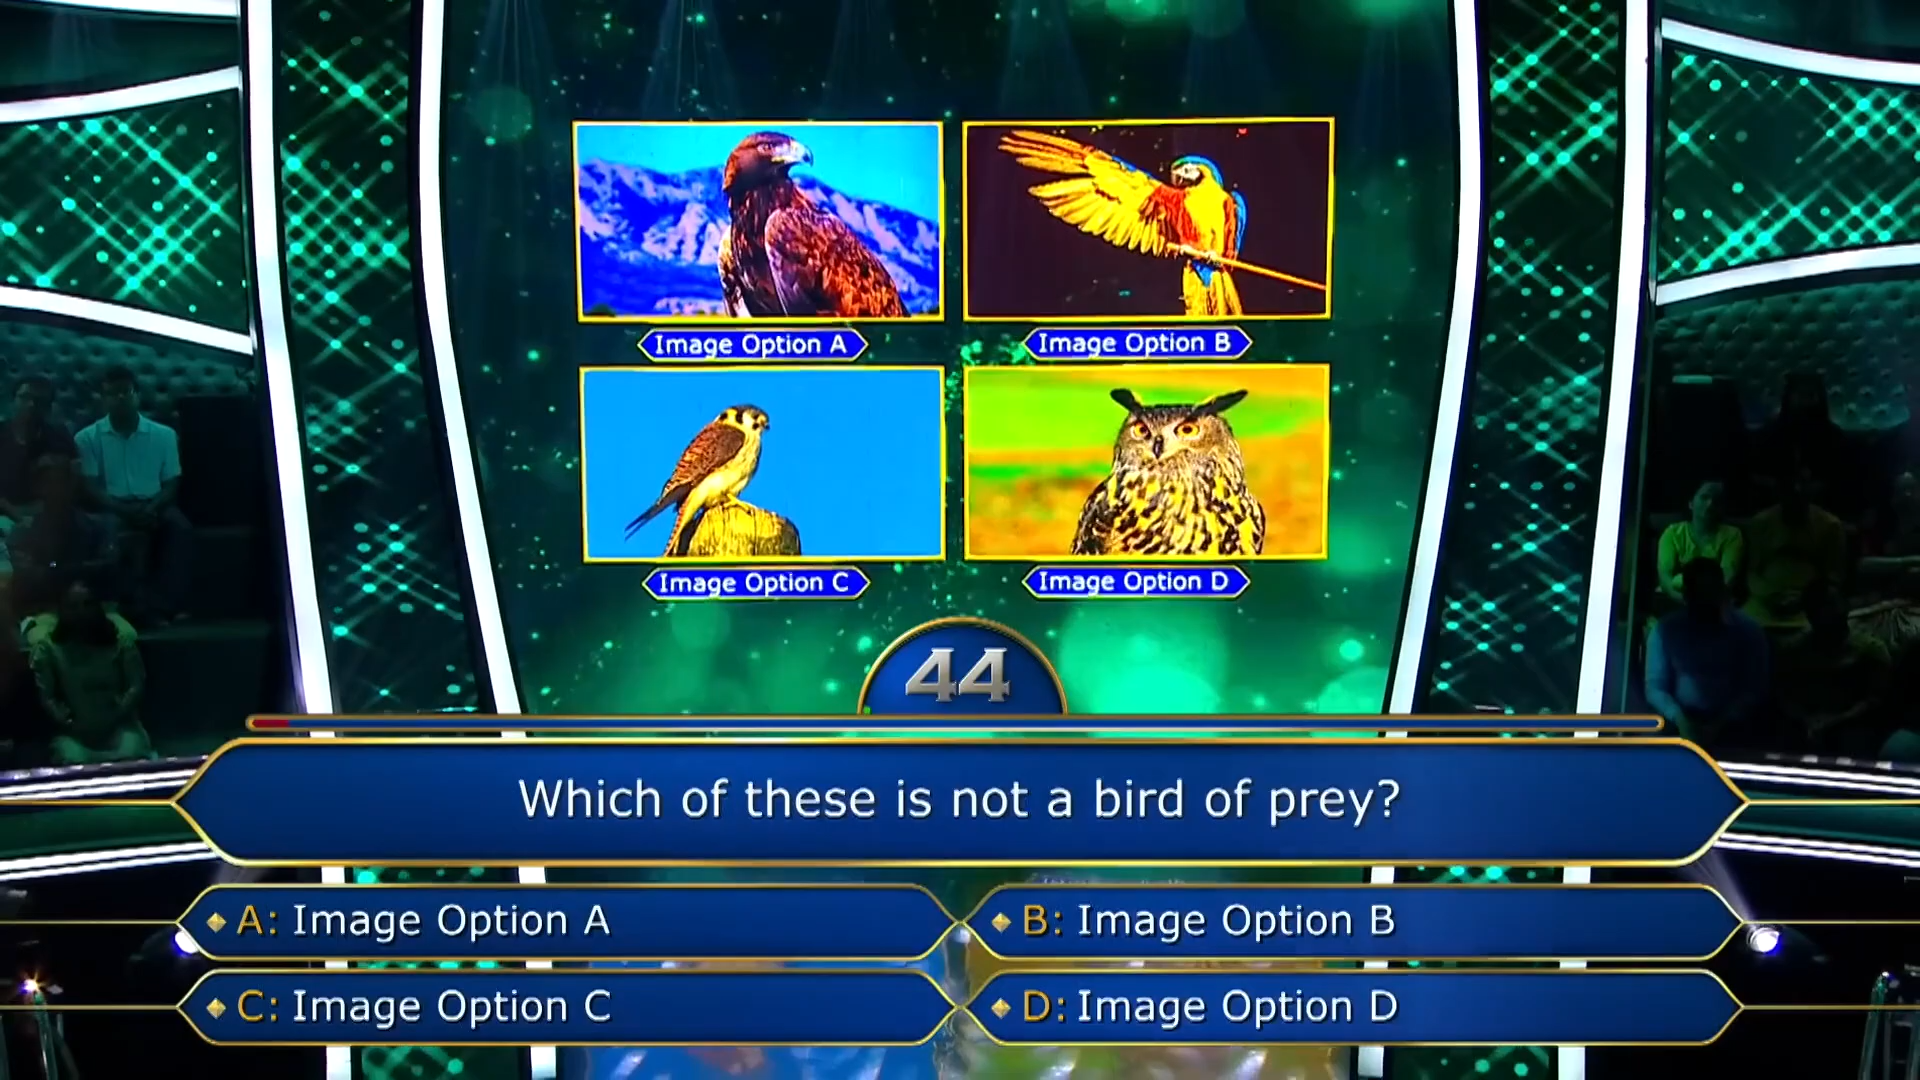 Image Option A
Image Option B
Image Option C
Image Option D
44
Which of these is not a bird of prey?
A: Image Option A
B: Image Option B
C: Image Option C
D: Image Option D